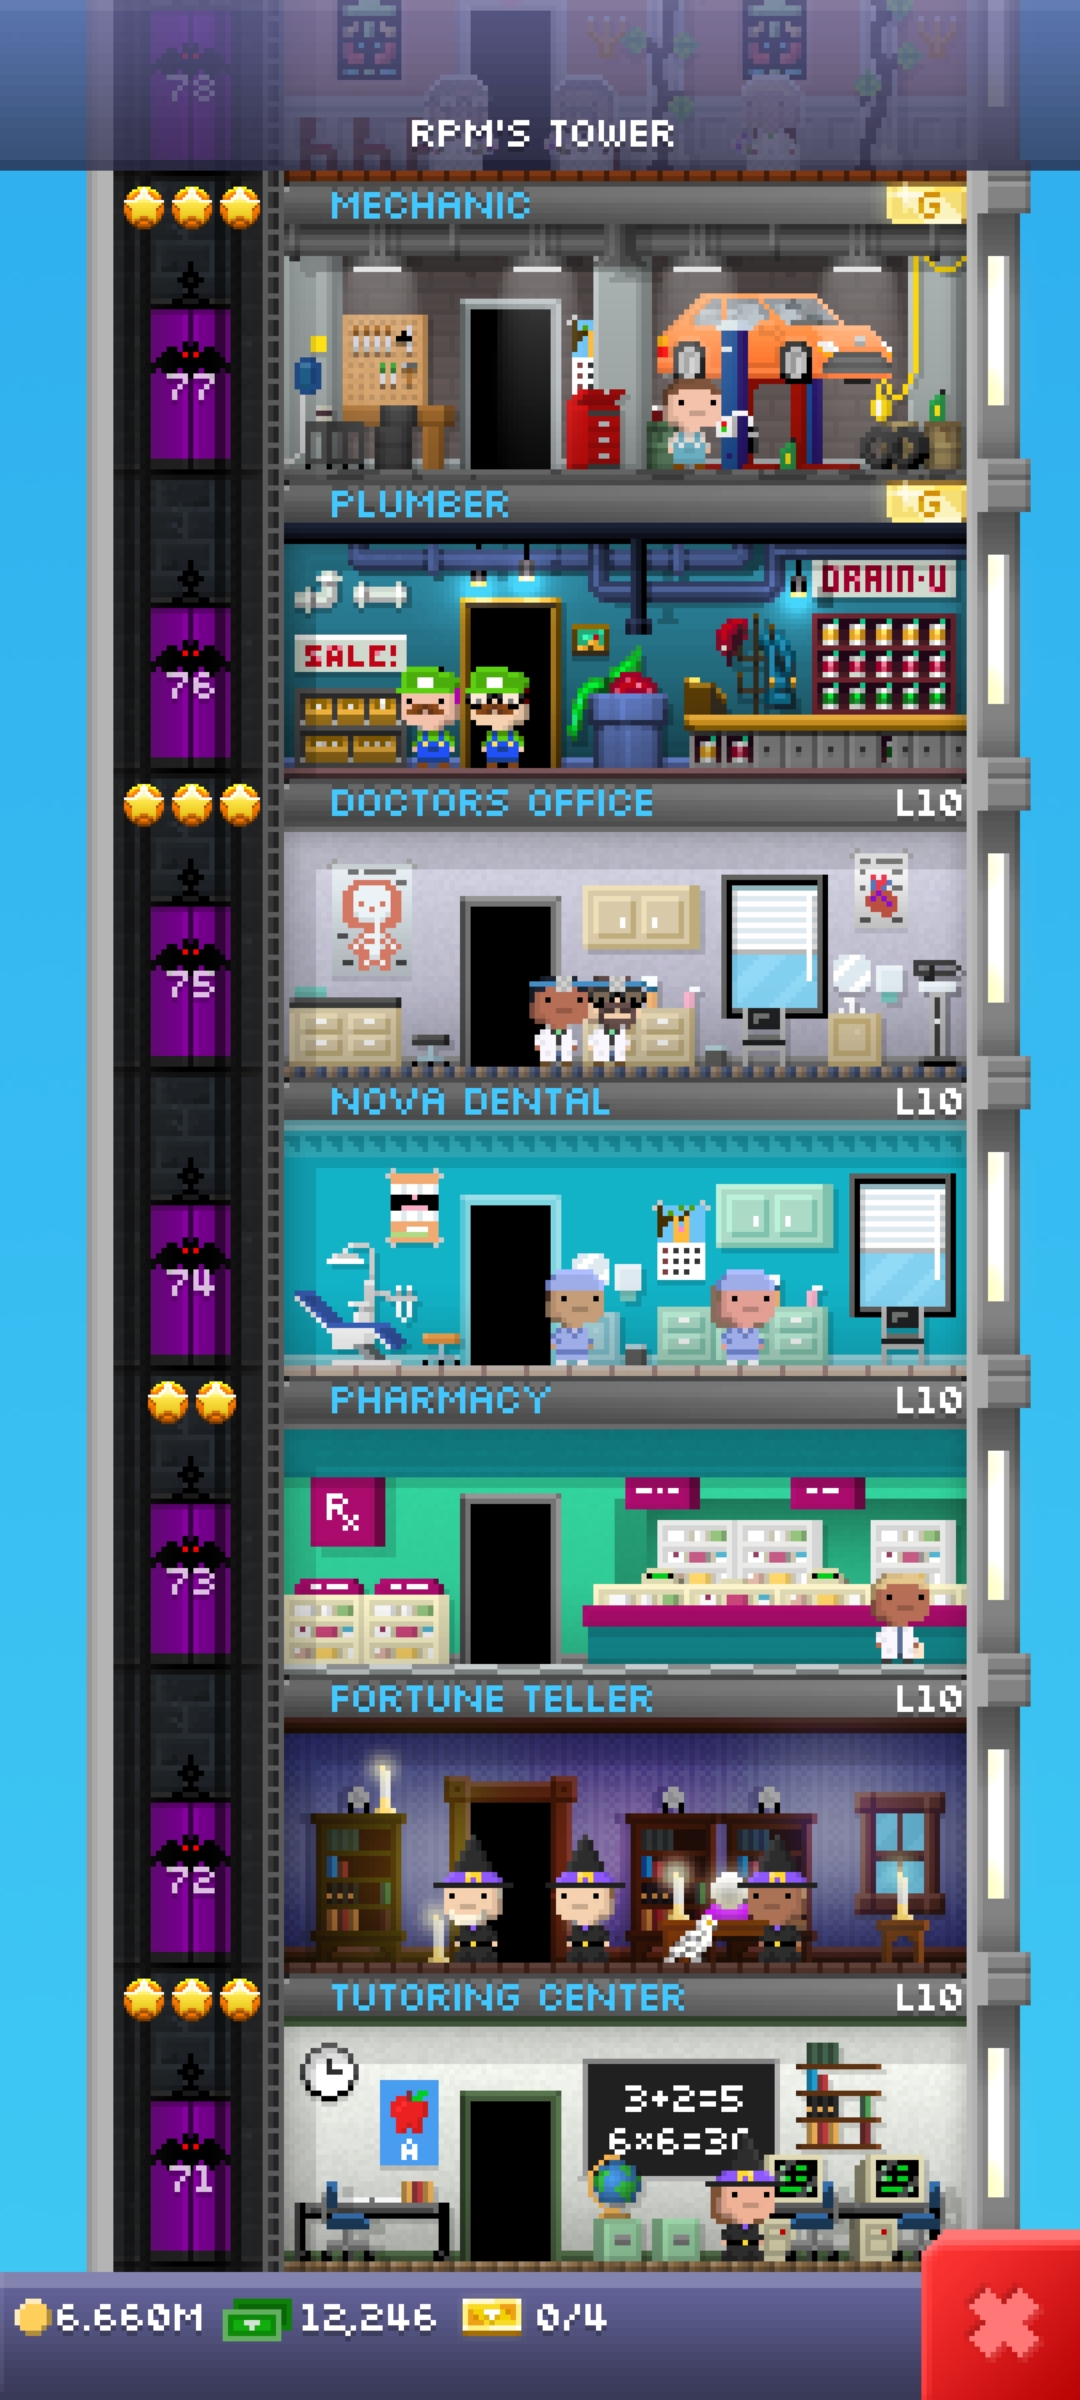 78
RPM'S TOWER
MECHANIC G
77
PLUMBER G
DRAIN-U
SALE!
76
DOCTORS OFFICE L10
75
NOVA DENTAL L10
74
PHARMACY L10
Rx
73
FORTUNE TELLER L10
72
TUTORING CENTER L10
3+2=5
6x6=30
A
71
6.660M 12,246 0/4